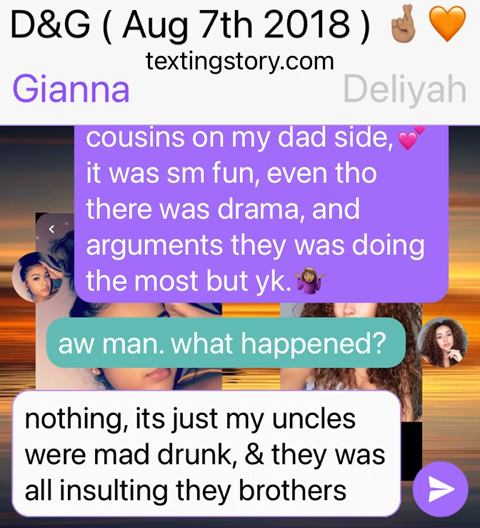 D&G ( Aug 7th 2018 ) 🤞🏽 🧡
textingstory.com
Gianna Deliyah
cousins on my dad side,💕
it was sm fun, even tho
there was drama, and
arguments they was doing
the most but yk.🤷🏽‍♀️
aw man. what happened?
nothing, its just my uncles
were mad drunk, & they was
all insulting they brothers